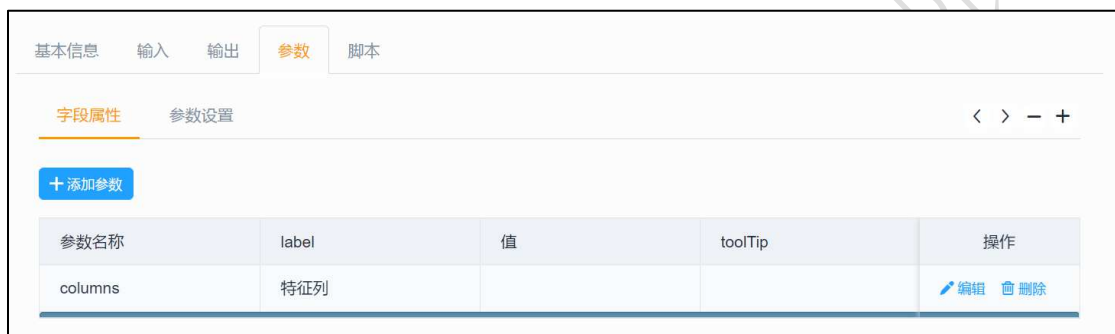 基本信息 输入 输出 参数 脚本
字段属性 参数设置
添加参数
参数名称 label 值 toolTip 操作
columns 特征列 编辑 删除